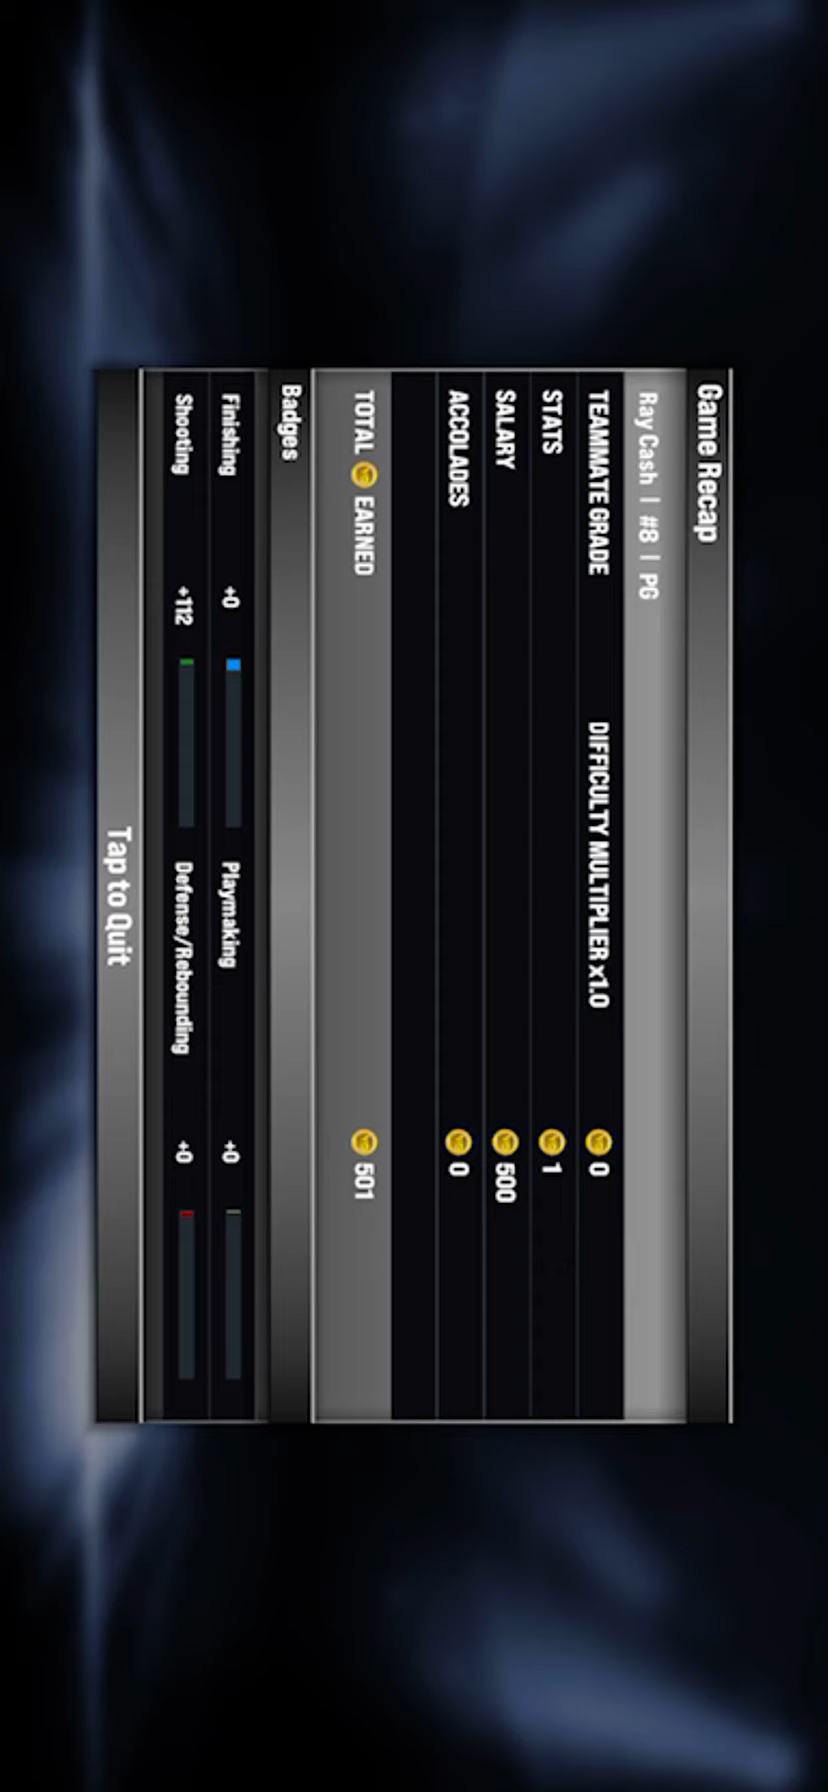 Game Recap
Ray Cash | #8 | PG
TEAMMATE GRADE DIFFICULTY MULTIPLIER x1.0 0
STATS 1
SALARY 500
ACCOLADES 0
TOTAL EARNED 501
Badges
Finishing +0 Playmaking +0
Shooting +112 Defense/Rebounding +0
Tap to Quit